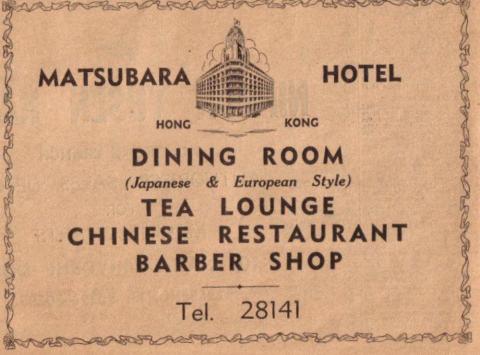 MATSUBARA HOTEL
HONG KONG
DINING ROOM
(Japanese & European Style)
TEA LOUNGE
CHINESE RESTAURANT
BARBER SHOP
Tel. 28141